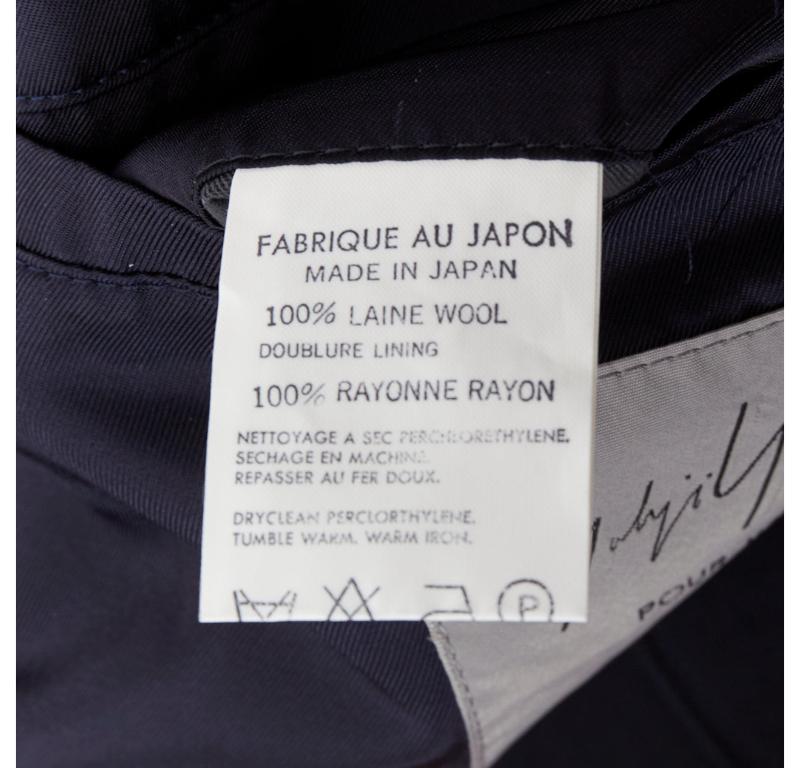 FABRIQUE AU JAPON
MADE IN JAPAN
100% LAINE WOOL
DOUBLURE LINING
100% RAYONNE RAYON
NETTOYAGE A SEC PERCHLORETHYLENE.
SECHAGE EN MACHINE.
REPASSER AU FER DOUX.
DRYCLEAN PERCLORTHYLENE.
TUMBLE WARM. WARM IRON.
P
POUR